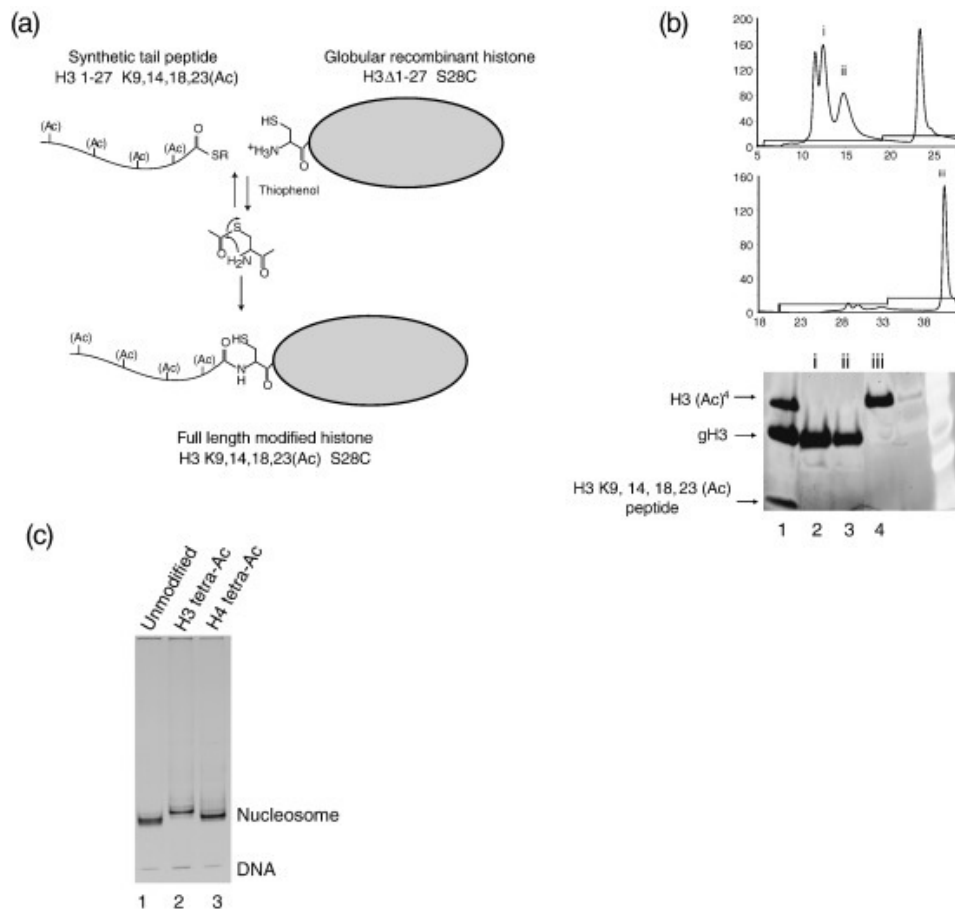 (a)
Synthetic tail peptide
H3 1-27 K9,14,18,23(Ac)
Globular recombinant histone
H3Δ1-27 S28C
(Ac) (Ac) (Ac) (Ac) O SR
HS +H3N O
Thiophenol
S O H2N O
(Ac) (Ac) (Ac) (Ac) O HS N H O
Full length modified histone
H3 K9,14,18,23(Ac) S28C
(b)
200
160
120
80
40
0
i
ii
5 10 15 20 25
160
120
80
40
0
iii
18 23 28 33 38
i ii iii
H3 (Ac)4
gH3
H3 K9, 14, 18,23 (Ac)
peptide
1 2 3 4
(c)
Unmodified
H3 tetra-Ac
H4 tetra-Ac
Nucleosome
DNA
1 2 3